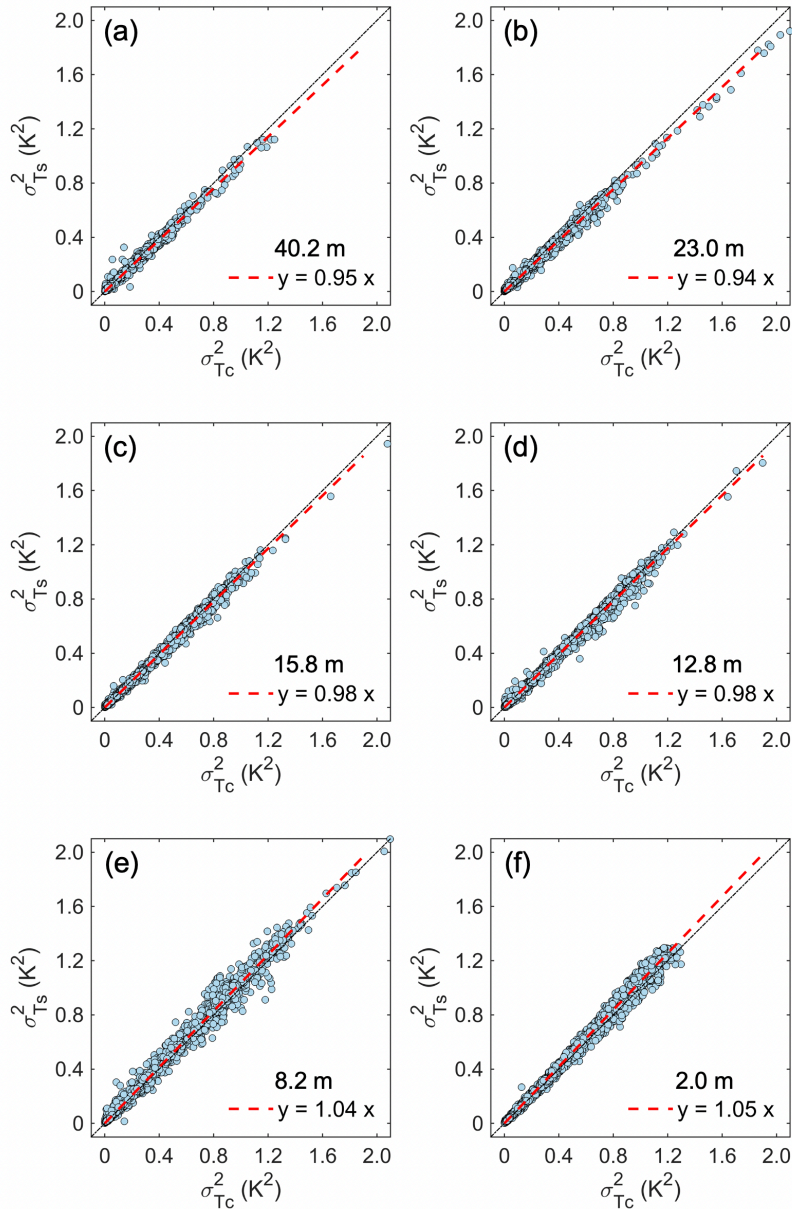 (a)
2.0
1.6
1.2
0.8
0.4
0
σ²Ts (K²)
40.2 m
y = 0.95 x
0 0.4 0.8 1.2 1.6 2.0
σ²Tc (K²)
(b)
2.0
1.6
1.2
0.8
0.4
0
σ²Ts (K²)
23.0 m
y = 0.94 x
0 0.4 0.8 1.2 1.6 2.0
σ²Tc (K²)
(c)
2.0
1.6
1.2
0.8
0.4
0
σ²Ts (K²)
15.8 m
y = 0.98 x
0 0.4 0.8 1.2 1.6 2.0
σ²Tc (K²)
(d)
2.0
1.6
1.2
0.8
0.4
0
σ²Ts (K²)
12.8 m
y = 0.98 x
0 0.4 0.8 1.2 1.6 2.0
σ²Tc (K²)
(e)
2.0
1.6
1.2
0.8
0.4
0
σ²Ts (K²)
8.2 m
y = 1.04 x
0 0.4 0.8 1.2 1.6 2.0
σ²Tc (K²)
(f)
2.0
1.6
1.2
0.8
0.4
0
σ²Ts (K²)
2.0 m
y = 1.05 x
0 0.4 0.8 1.2 1.6 2.0
σ²Tc (K²)